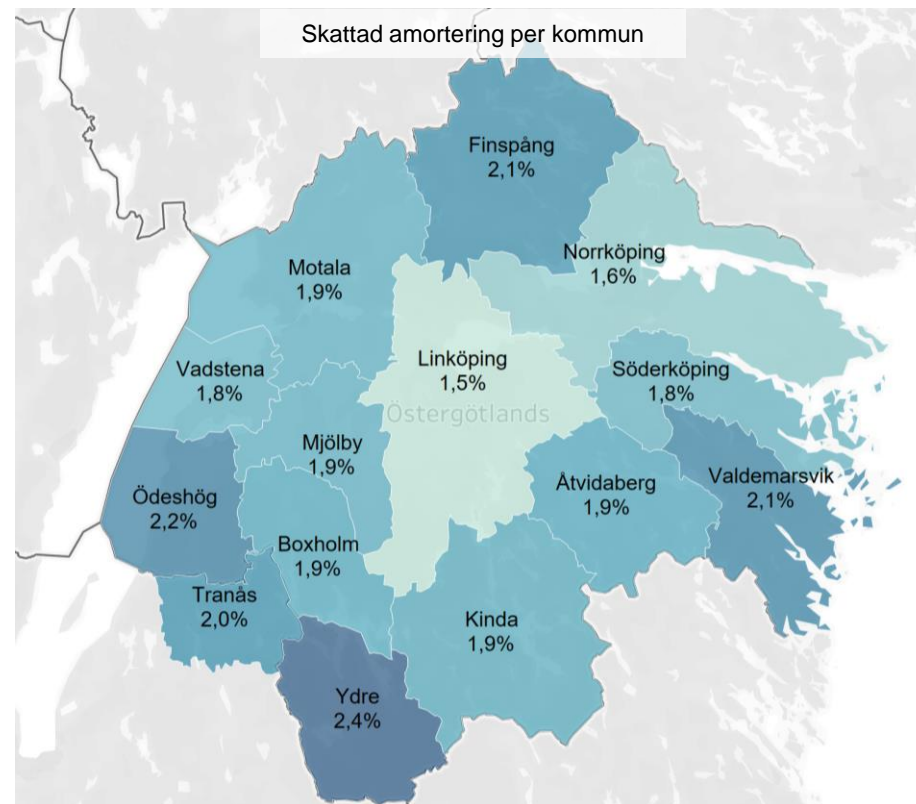 Skattad amortering per kommun
Finspång
2,1%
Norrköping
1,6%
Motala
1,9%
Linköping
1,5%
Vadstena
1,8%
Söderköping
1,8%
Östergötlands
Mjölby
1,9%
Valdemarsvik
2,1%
Åtvidaberg
1,9%
Ödeshög
2,2%
Boxholm
1,9%
Tranås
2,0%
Kinda
1,9%
Ydre
2,4%